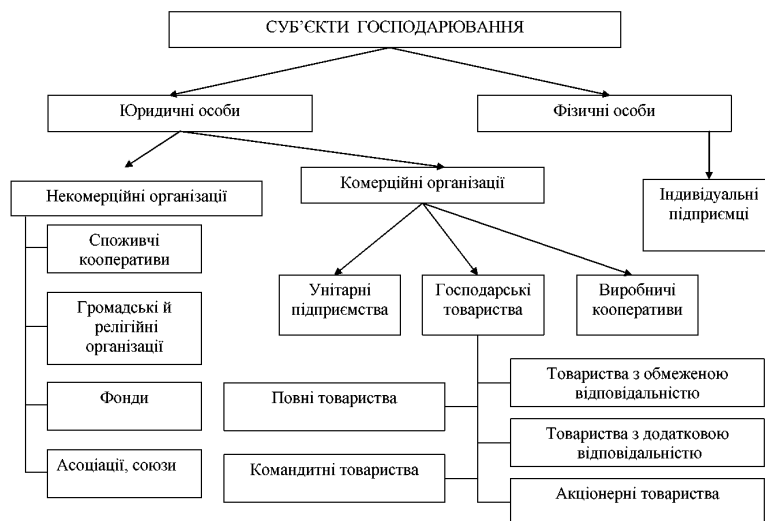 СУБ’ЄКТИ ГОСПОДАРЮВАННЯ
Юридичні особи
Фізичні особи
Некомерційні організації
Комерційні організації
Індивідуальні
підприємці
Споживчі
кооперативи
Громадські й
релігійні
організації
Фонди
Асоціації, союзи
Унітарні
підприємства
Господарські
товариства
Виробничі
кооперативи
Повні товариства
Командитні товариства
Товариства з обмеженою
відповідальністю
Товариства з додатковою
відповідальністю
Акціонерні товариства